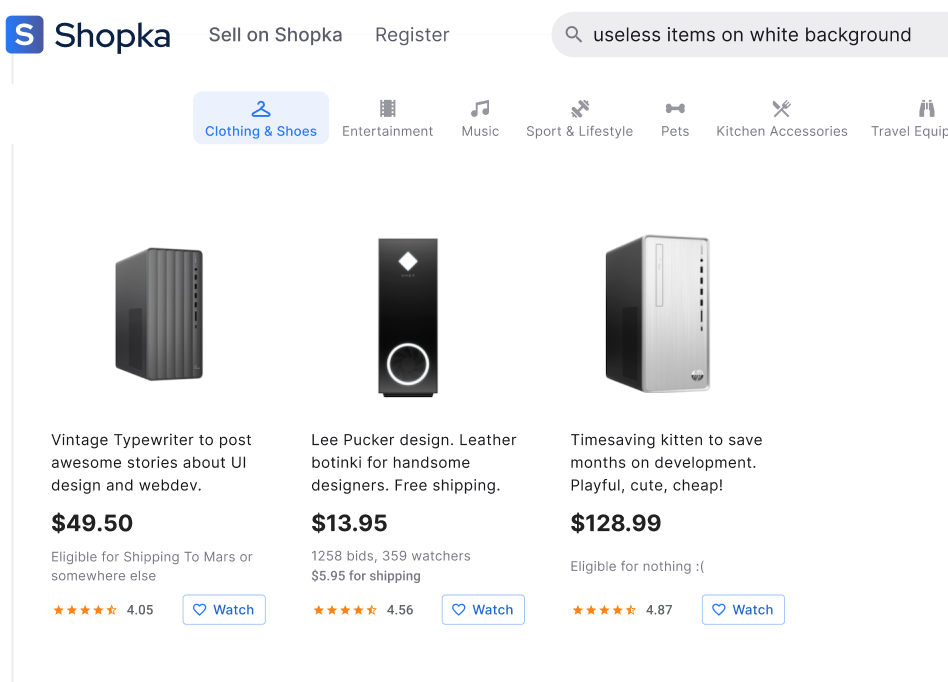 S Shopka
Sell on Shopka
Register
useless items on white background
Clothing & Shoes
Entertainment
Music
Sport & Lifestyle
Pets
Kitchen Accessories
Travel
Vintage Typewriter to post
awesome stories about UI
design and webdev.
$49.50
Eligible for Shipping To Mars or
somewhere else
4.05
Watch
Lee Pucker design. Leather
botinki for handsome
designers. Free shipping.
$13.95
1258 bids, 359 watchers
$5.95 for shipping
4.56
Watch
Timesaving kitten to save
months on development.
Playful, cute, cheap!
$128.99
Eligible for nothing :(
4.87
Watch